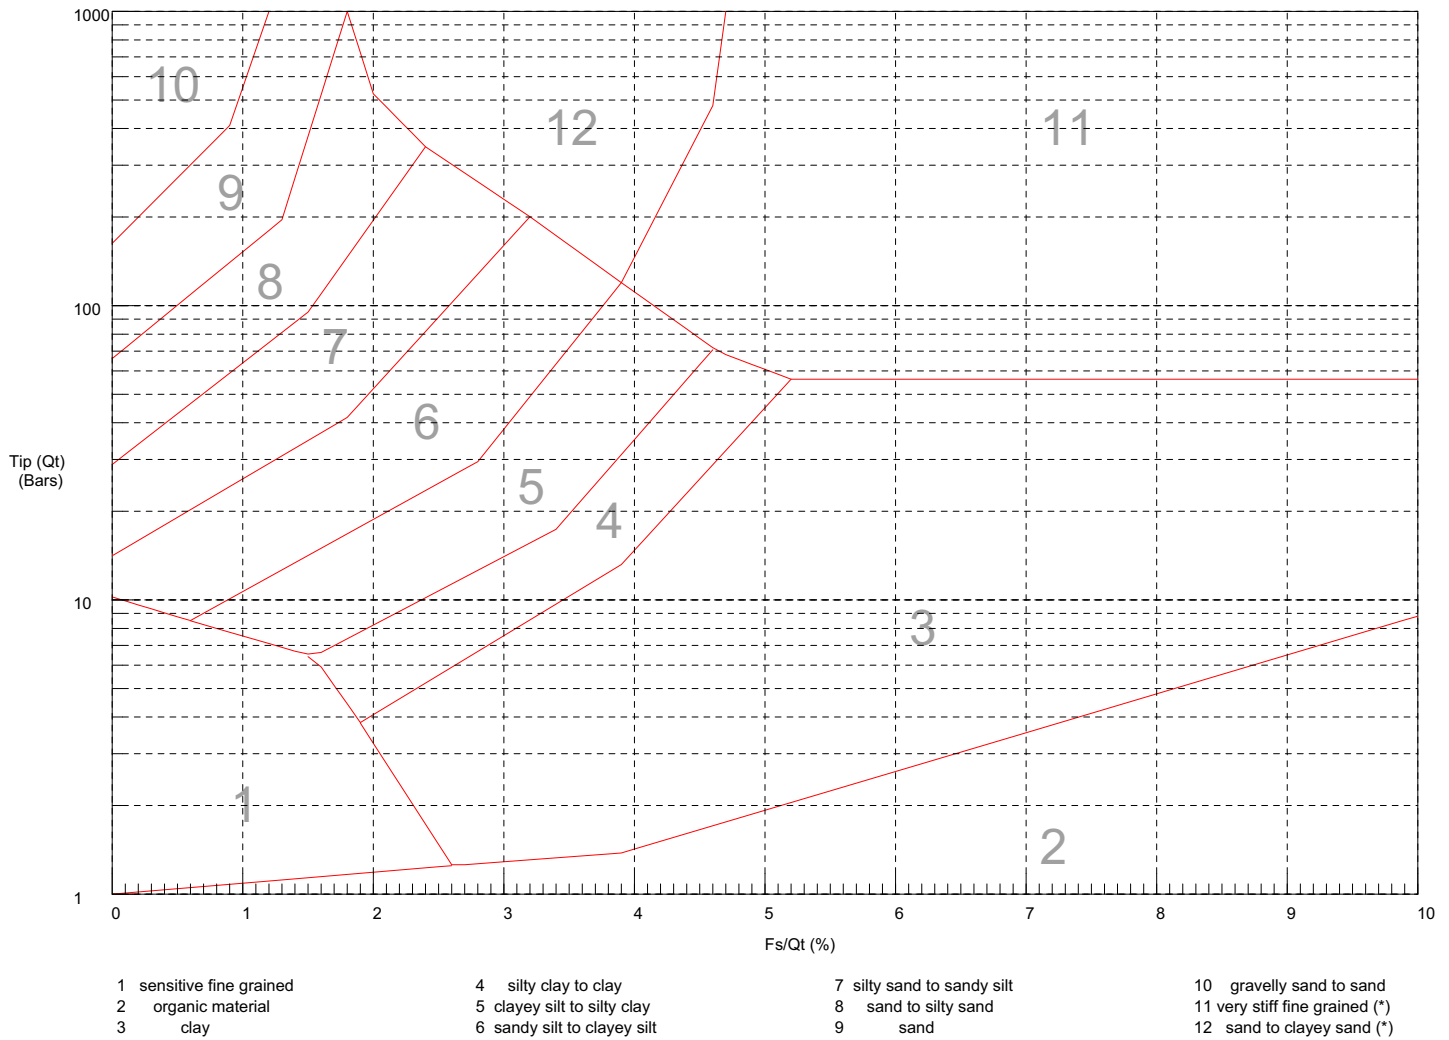 1000
10
12
11
9
8
100
7
6
Tip (Qt)
(Bars)
5
4
10
3
1
2
1
0 1 2 3 4 5 6 7 8 9 10
Fs/Qt (%)
1 sensitive fine grained
2 organic material
3 clay
4 silty clay to clay
5 clayey silt to silty clay
6 sandy silt to clayey silt
7 silty sand to sandy silt
8 sand to silty sand
9 sand
10 gravelly sand to sand
11 very stiff fine grained (*)
12 sand to clayey sand (*)